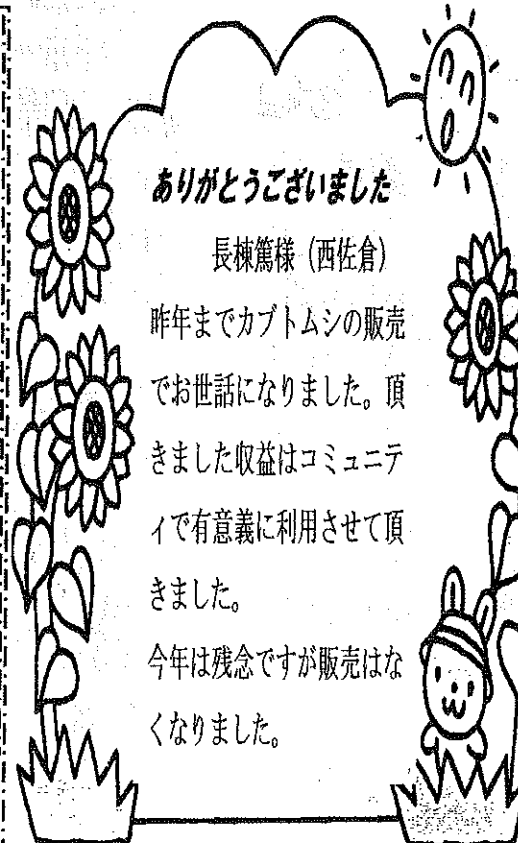 ありがとうございました
長棟篤様（西佐倉）
昨年までカブトムシの販売
でお世話になりました。頂
きました収益はコミュニテ
ィで有意義に利用させて頂
きました。
今年は残念ですが販売はな
くなりました。